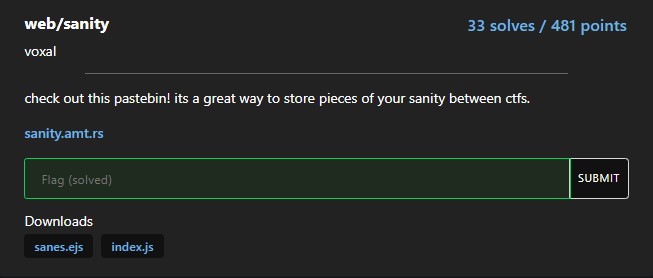 web/sanity
33 solves / 481 points
voxal
check out this pastebin! its a great way to store pieces of your sanity between ctfs.
sanity.amt.rs
Flag (solved)
SUBMIT
Downloads
sanes.ejs
index.js